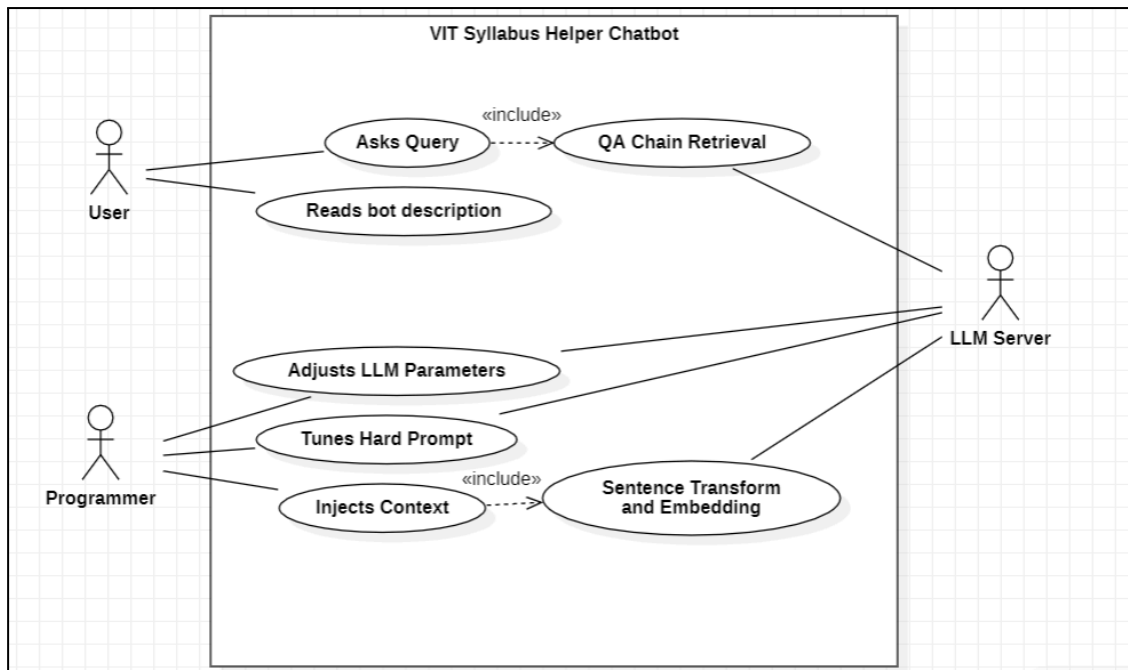 VIT Syllabus Helper Chatbot
«include»
Asks Query
QA Chain Retrieval
User
Reads bot description
LLM Server
Adjusts LLM Parameters
Tunes Hard Prompt
Programmer
«include»
Injects Context
Sentence Transform
and Embedding